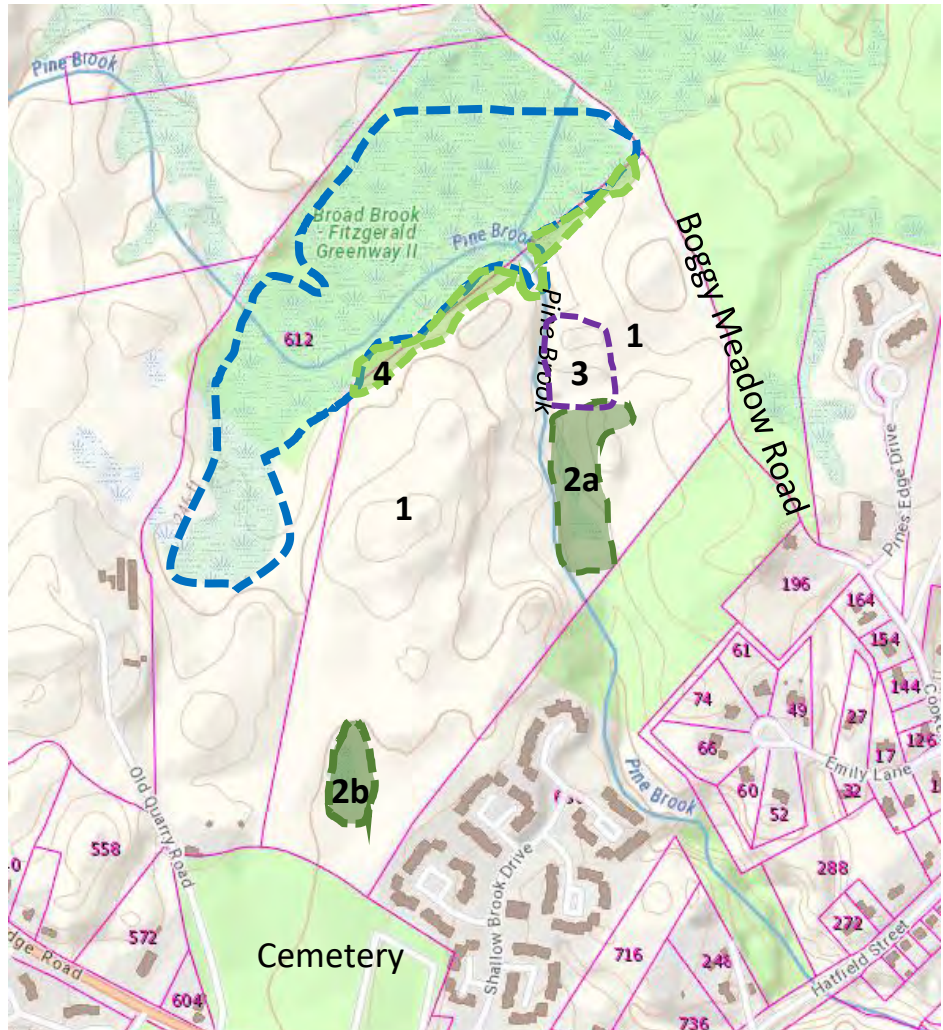 Pine Brook
Broad Brook
- Fitzgerald
Greenway II
Pine Brook
612
Boggy Meadow Road
Pine Brook
1
3
4
2a
1
Pines Edge Drive
196
164
154
144
126
61
74
49
27
66
17
Emily Lane
60
32
52
Pine Brook
2b
Old Quarry Road
558
572
604
Cemetery
Shallow Brook Drive
288
272
716
246
736
Hatfield Street